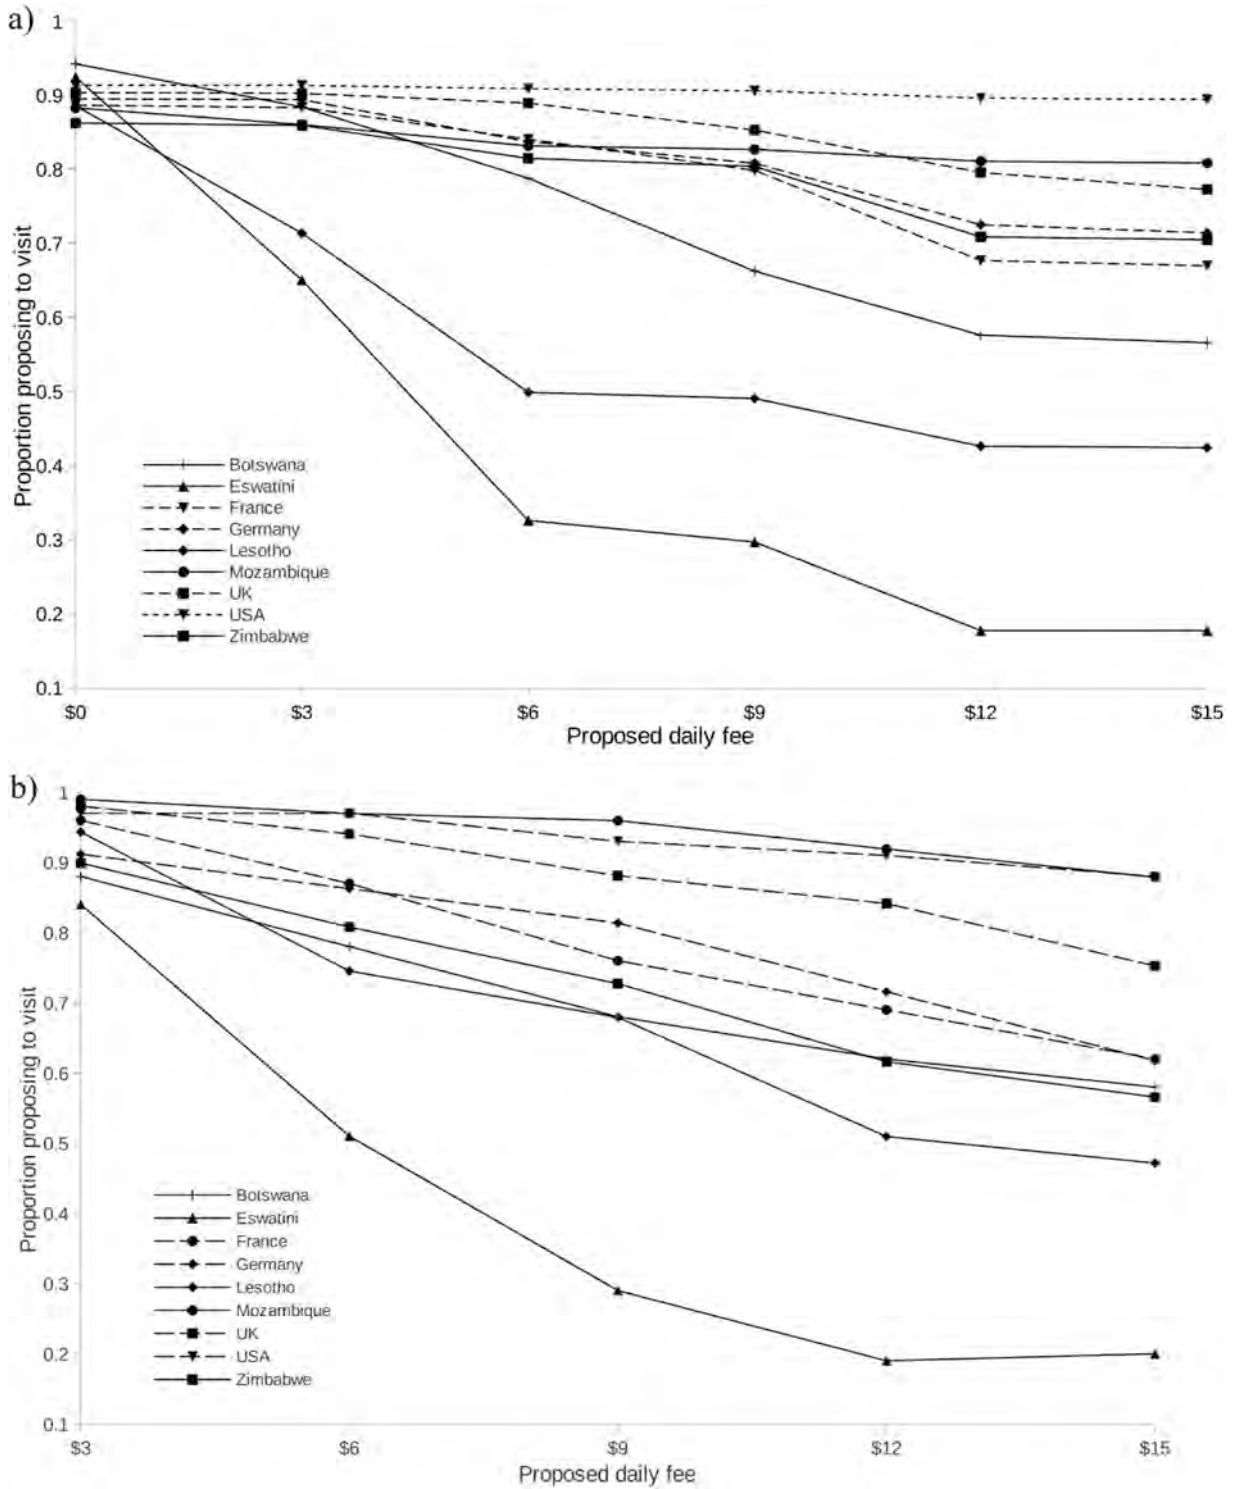 a)
1
0.9
0.8
0.7
0.6
0.5
0.4
0.3
0.2
0.1
Proportion proposing to visit
Botswana
Eswatini
France
Germany
Lesotho
Mozambique
UK
USA
Zimbabwe
$0 $3 $6 $9 $12 $15
Proposed daily fee
b)
1
0.9
0.8
0.7
0.6
0.5
0.4
0.3
0.2
0.1
Proportion proposing to visit
Botswana
Eswatini
France
Germany
Lesotho
Mozambique
UK
USA
Zimbabwe
$3 $6 $9 $12 $15
Proposed daily fee